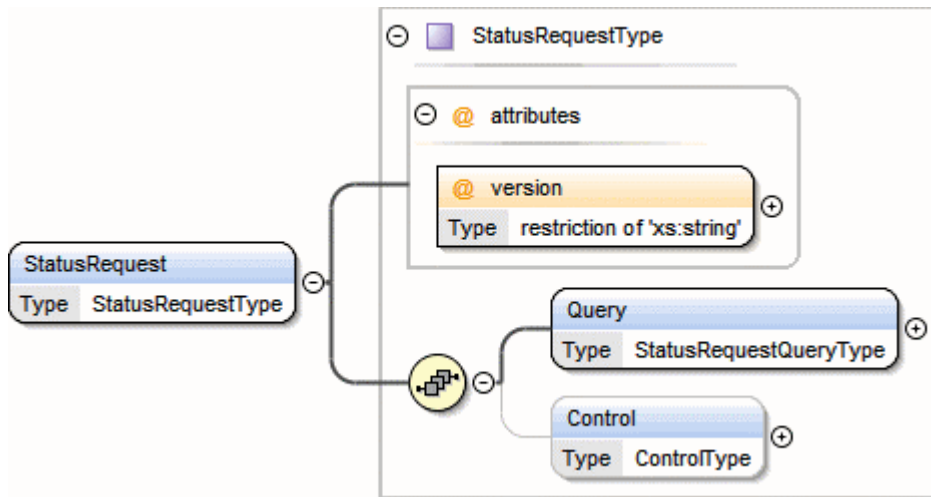 StatusRequestType
@ attributes
@ version
Type restriction of 'xs:string'
StatusRequest
Type StatusRequestType
Query
Type StatusRequestQueryType
Control
Type ControlType